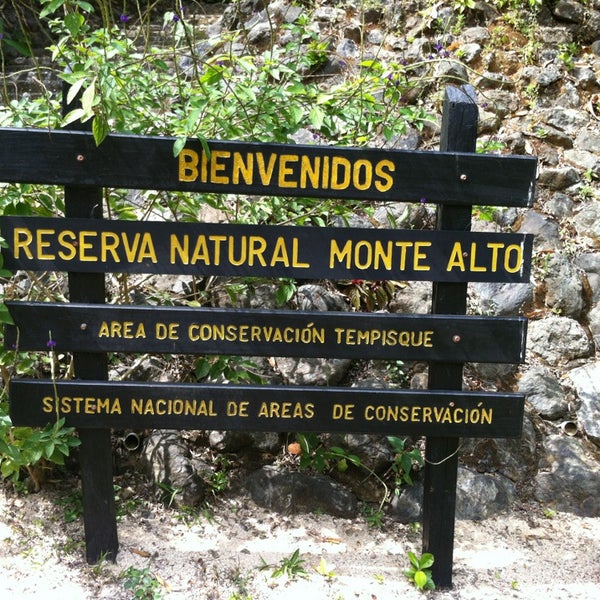 BIENVENIDOS
RESERVA NATURAL MONTE ALTO
AREA DE CONSERVACIÓN TEMPISQUE
SISTEMA NACIONAL DE AREAS DE CONSERVACIÓN